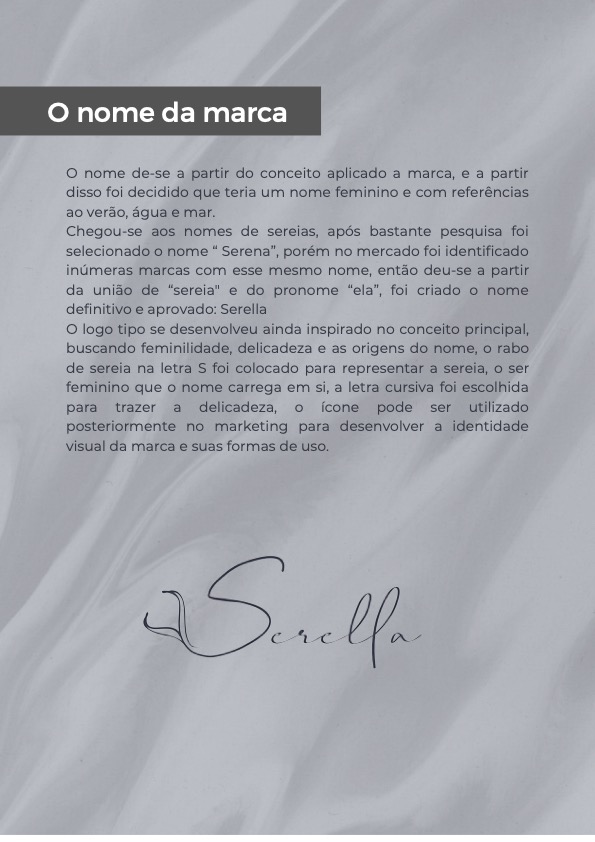 O nome da marca
O nome de-se a partir do conceito aplicado a marca, e a partir
disso foi decidido que teria um nome feminino e com referências
ao verão, água e mar.
Chegou-se aos nomes de sereias, após bastante pesquisa foi
selecionado o nome “ Serena”, porém no mercado foi identificado
inúmeras marcas com esse mesmo nome, então deu-se a partir
da união de “sereia" e do pronome “ela”, foi criado o nome
definitivo e aprovado: Serella
O logo tipo se desenvolveu ainda inspirado no conceito principal,
buscando feminilidade, delicadeza e as origens do nome, o rabo
de sereia na letra S foi colocado para representar a sereia, o ser
feminino que o nome carrega em si, a letra cursiva foi escolhida
para trazer a delicadeza, o ícone pode ser utilizado
posteriormente no marketing para desenvolver a identidade
visual da marca e suas formas de uso.
Serella